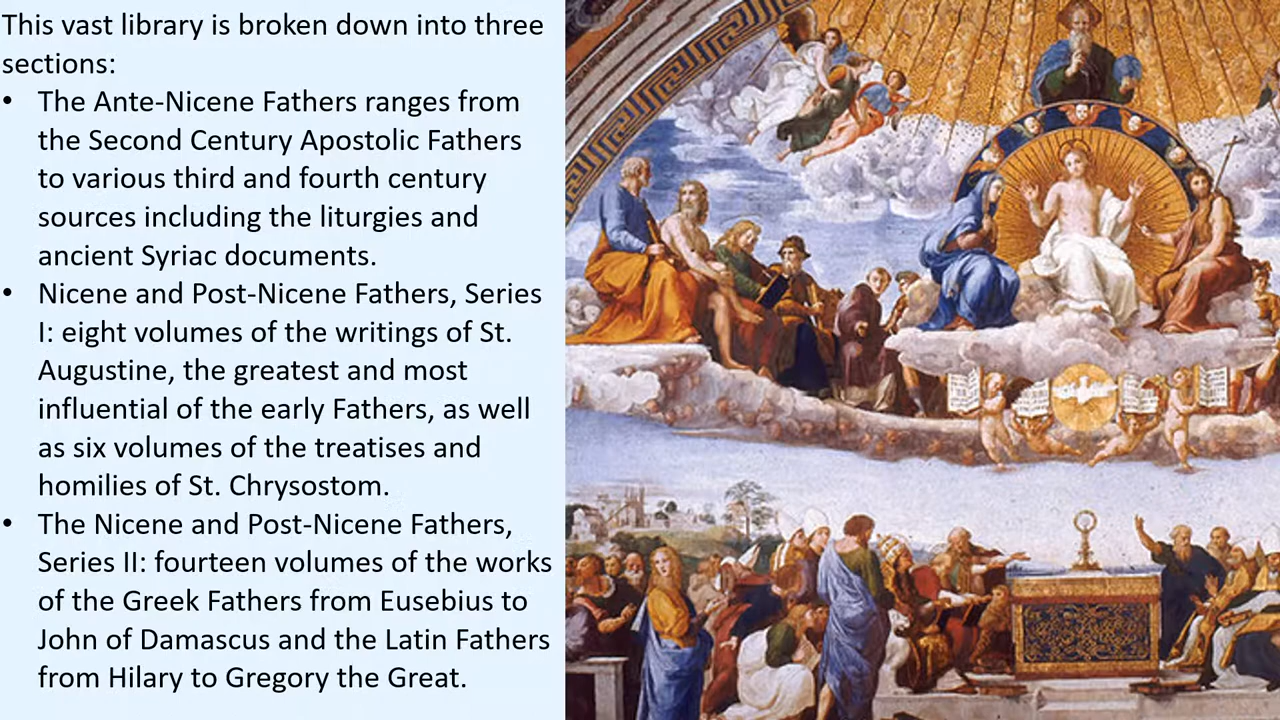 This vast library is broken down into three
sections:
• The Ante-Nicene Fathers ranges from
the Second Century Apostolic Fathers
to various third and fourth century
sources including the liturgies and
ancient Syriac documents.
• Nicene and Post-Nicene Fathers, Series
I: eight volumes of the writings of St.
Augustine, the greatest and most
influential of the early Fathers, as well
as six volumes of the treatises and
homilies of St. Chrysostom.
• The Nicene and Post-Nicene Fathers,
Series II: fourteen volumes of the works
of the Greek Fathers from Eusebius to
John of Damascus and the Latin Fathers
from Hilary to Gregory the Great.